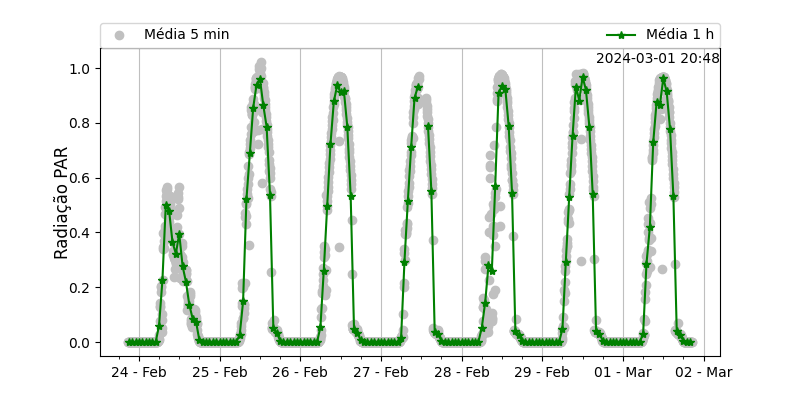 Média 5 min
Média 1 h
2024-03-01 20:48
Radiação PAR
1.0
0.8
0.6
0.4
0.2
0.0
24 - Feb 25 - Feb 26 - Feb 27 - Feb 28 - Feb 29 - Feb 01 - Mar 02 - Mar